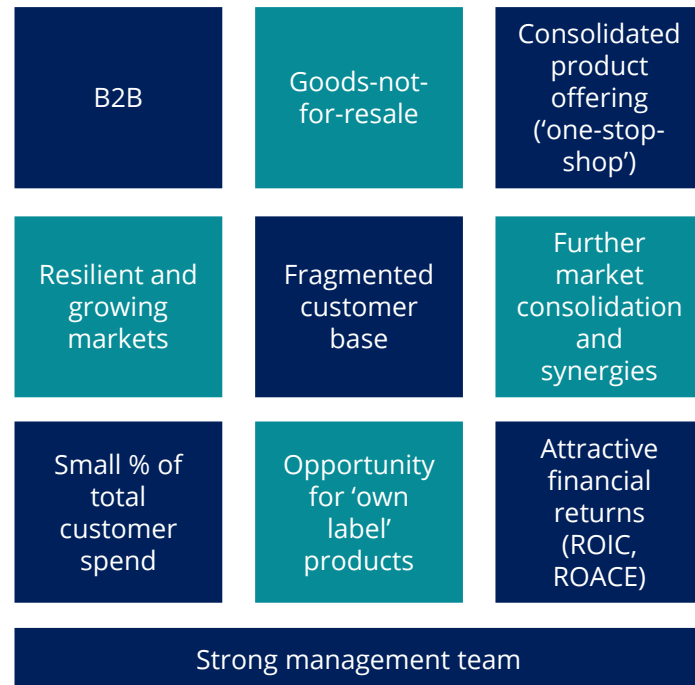 B2B
Goods-not-
for-resale
Consolidated
product
offering
(‘one-stop-
shop’)
Resilient and
growing
markets
Fragmented
customer
base
Further
market
consolidation
and
synergies
Small % of
total
customer
spend
Opportunity
for ‘own
label’
products
Attractive
financial
returns
(ROIC,
ROACE)
Strong management team